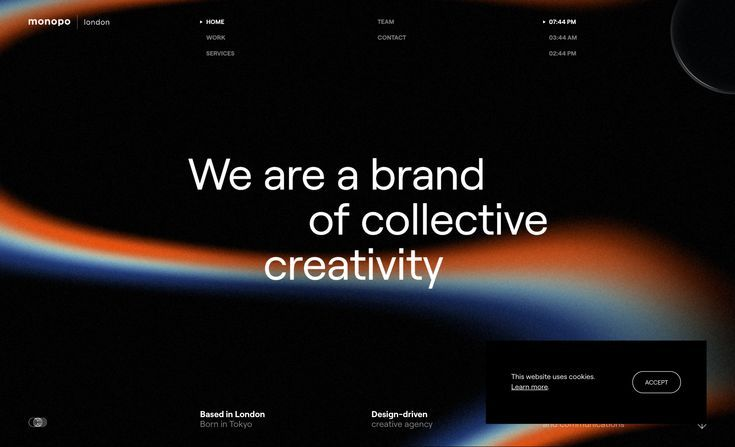 monopo london
HOME
WORK
SERVICES
TEAM
CONTACT
07:44 PM
03:44 AM
02:44 PM
We are a brand
of collective
creativity
This website uses cookies.
Learn more.
ACCEPT
Based in London
Born in Tokyo
Design-driven
creative agency
and communications